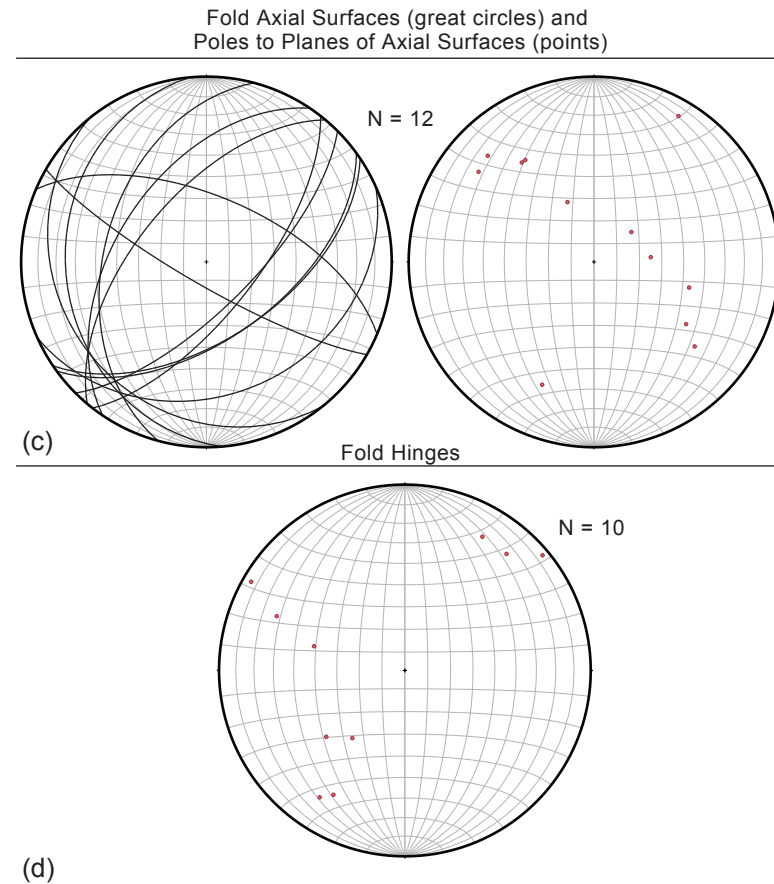 Fold Axial Surfaces (great circles) and
Poles to Planes of Axial Surfaces (points)
N = 12
(c)
Fold Hinges
N = 10
(d)